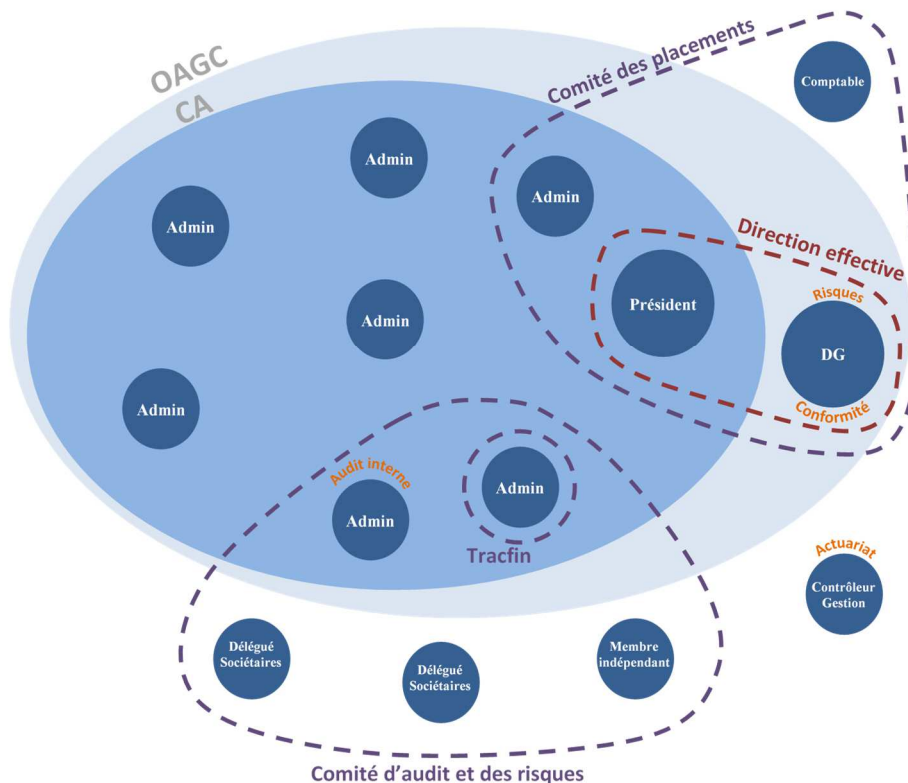 OAGC
CA
Comité des placements
Comptable
Admin
Admin
Admin
Direction effective
Risques
Président
Admin
DG
Conformité
Admin
Audit interne
Admin
Admin
Tracfin
Actuariat
Contrôleur
Gestion
Délégué
Sociétaires
Délégué
Sociétaires
Membre
indépendant
Comité d’audit et des risques